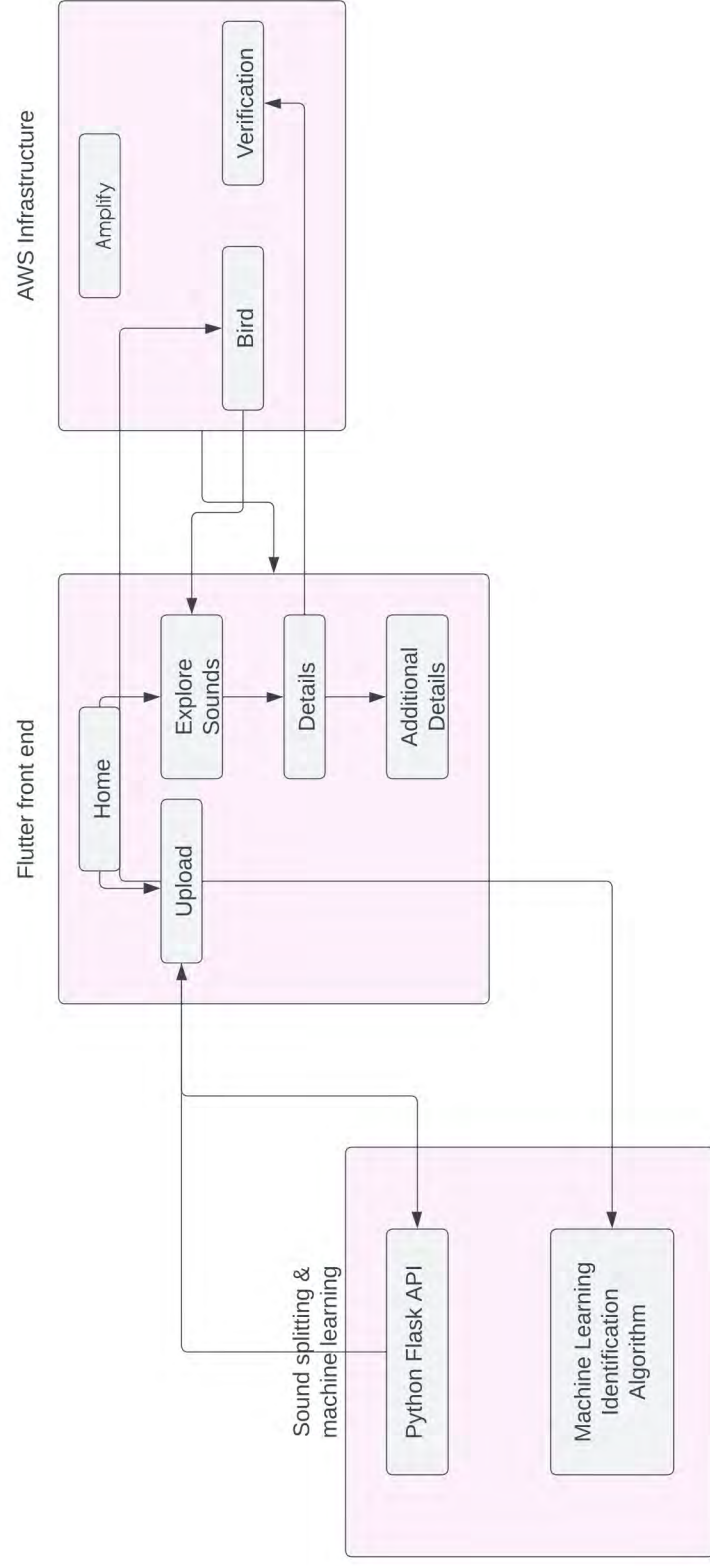 Sound splitting &
machine learning
Python Flask API
Machine Learning
Identification
Algorithm
Flutter front end
Home
Upload
Explore
Sounds
Details
Additional
Details
AWS Infrastructure
Amplify
Bird
Verification